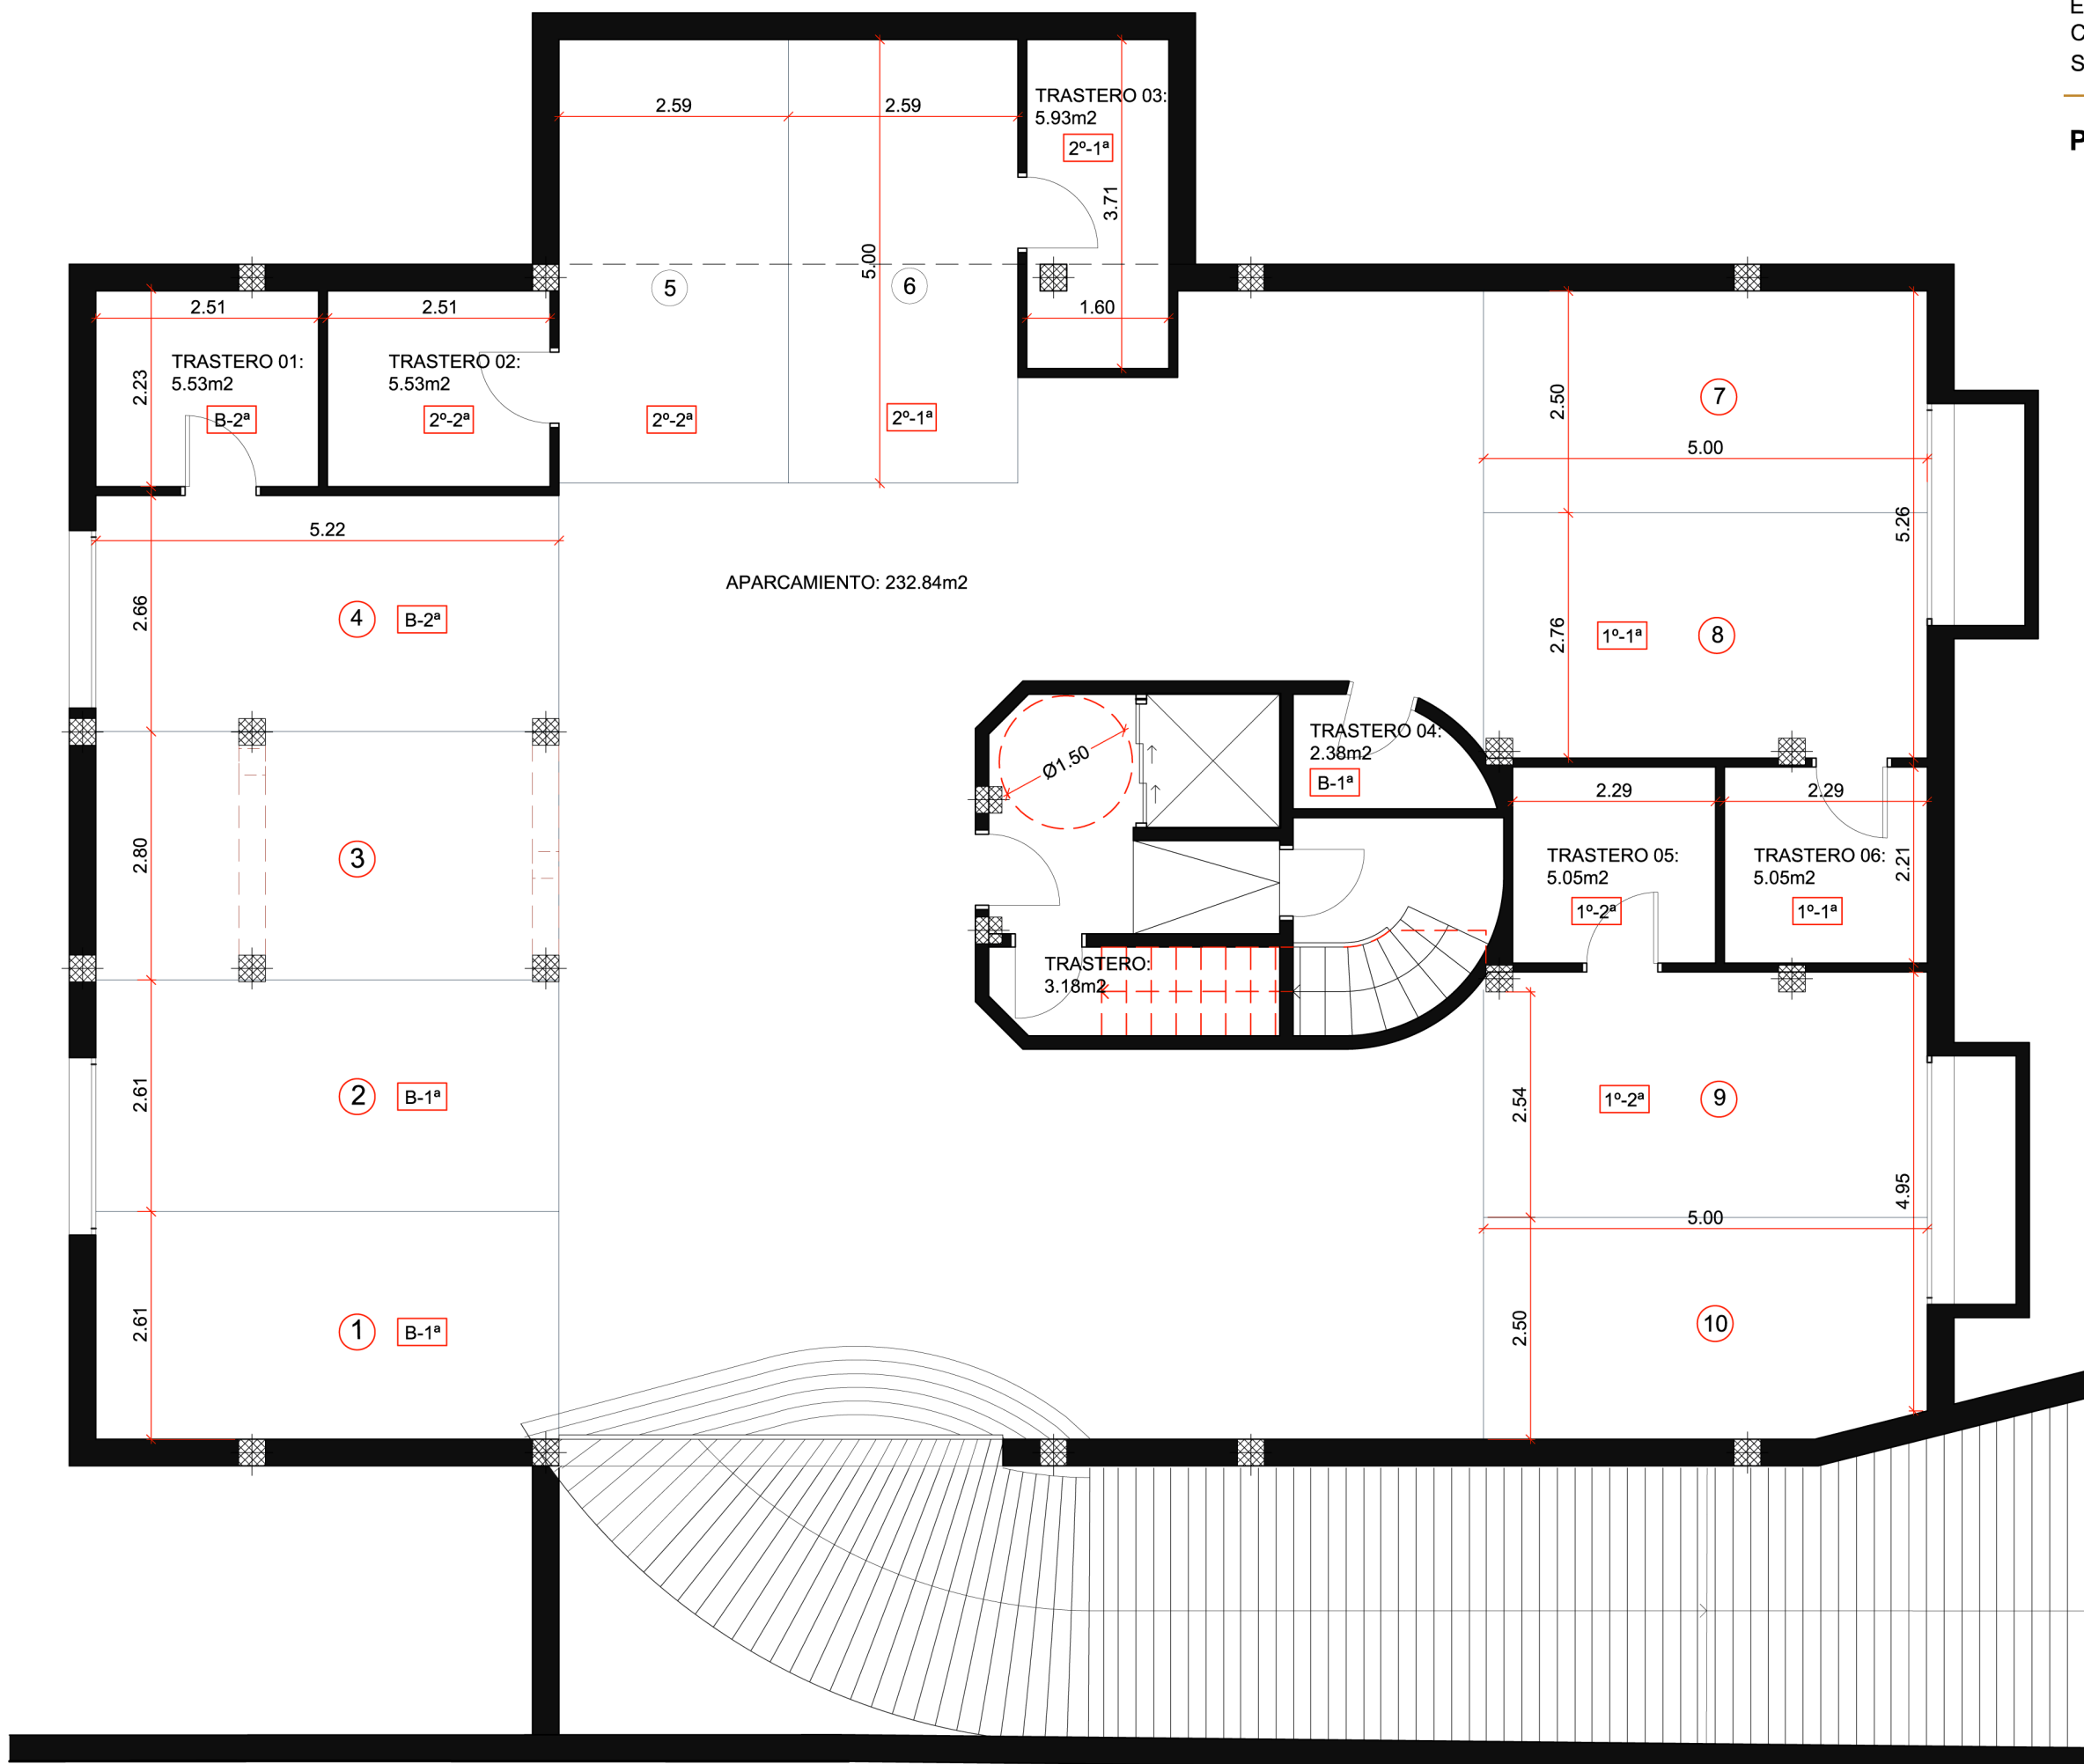 E
C
S
P
2.59
2.59
TRASTERO 03:
5.93m2
2º-1ª
3.71
5.00
5
6
1.60
2.51
2.51
TRASTERO 01:
5.53m2
B-2ª
2.23
TRASTERO 02:
5.53m2
2º-2ª
2º-2ª
2º-1ª
2.50
7
5.00
5.22
5.26
APARCAMIENTO: 232.84m2
2.66
4
B-2ª
2.76
1º-1ª
8
Ø1.50
TRASTERO 04:
2.38m2
B-1ª
2.29
2.29
2.80
3
TRASTERO 05:
5.05m2
1º-2ª
TRASTERO 06:
5.05m2
1º-1ª
2.21
TRASTERO:
3.18m2
2.61
2
B-1ª
2.54
1º-2ª
9
4.95
5.00
2.61
1
B-1ª
2.50
10